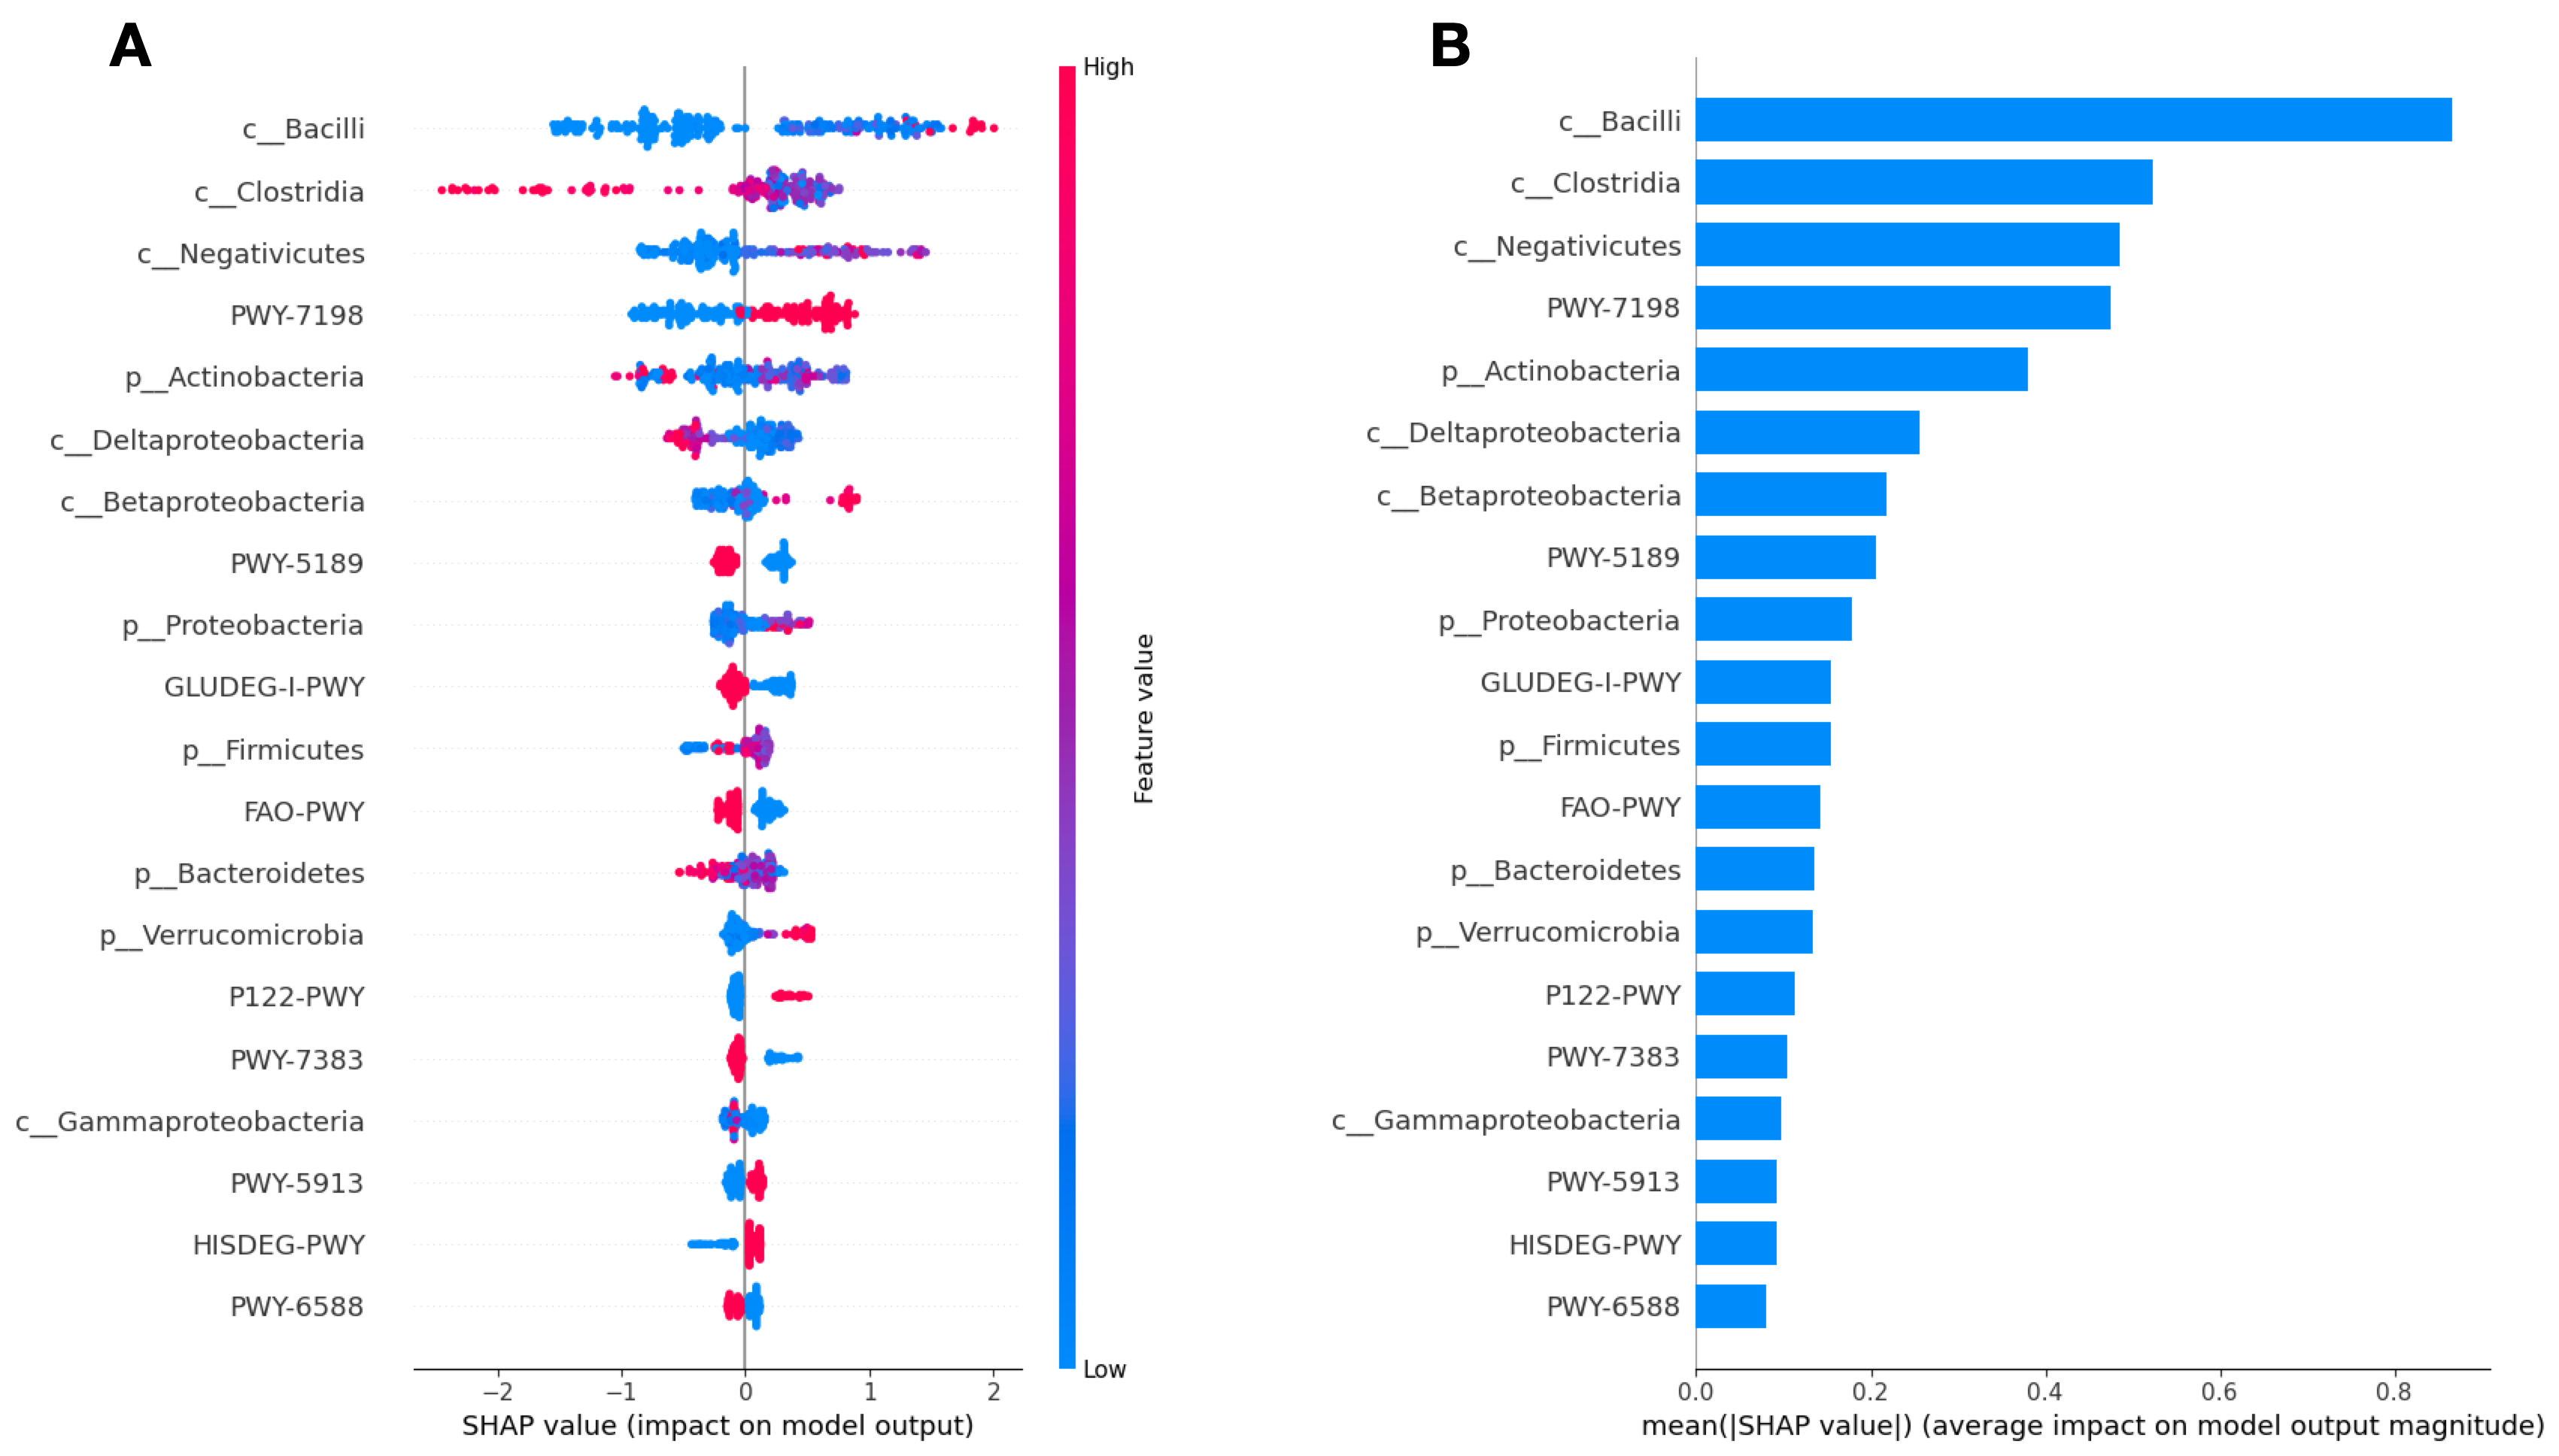 A
High
c__Bacilli
c__Clostridia
c__Negativicutes
PWY-7198
p__Actinobacteria
c__Deltaproteobacteria
c__Betaproteobacteria
PWY-5189
p__Proteobacteria
GLUDEG-I-PWY
p__Firmicutes
FAO-PWY
p__Bacteroidetes
p__Verrucomicrobia
P122-PWY
PWY-7383
c__Gammaproteobacteria
PWY-5913
HISDEG-PWY
PWY-6588
Feature value
Low
−2 −1 0 1 2
SHAP value (impact on model output)
B
c__Bacilli
c__Clostridia
c__Negativicutes
PWY-7198
p__Actinobacteria
c__Deltaproteobacteria
c__Betaproteobacteria
PWY-5189
p__Proteobacteria
GLUDEG-I-PWY
p__Firmicutes
FAO-PWY
p__Bacteroidetes
p__Verrucomicrobia
P122-PWY
PWY-7383
c__Gammaproteobacteria
PWY-5913
HISDEG-PWY
PWY-6588
0.0 0.2 0.4 0.6 0.8
mean(|SHAP value|) (average impact on model output magnitude)